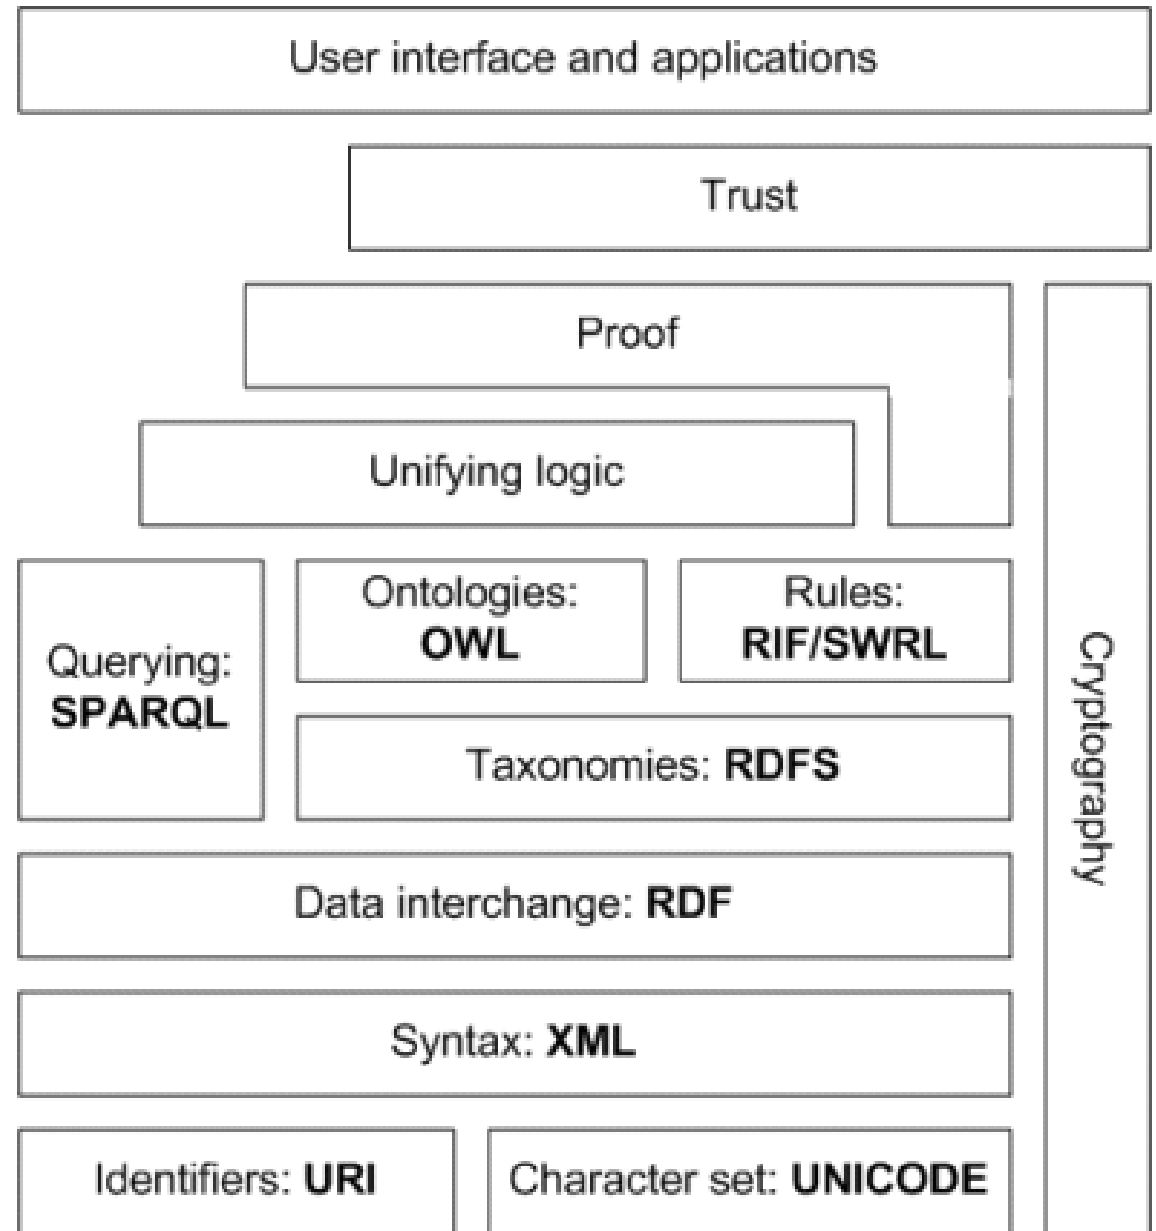 User interface and applications
Trust
Proof
Unifying logic
Querying:
SPARQL
Ontologies:
OWL
Rules:
RIF/SWRL
Taxonomies: RDFS
Cryptography
Data interchange: RDF
Syntax: XML
Identifiers: URI
Character set: UNICODE